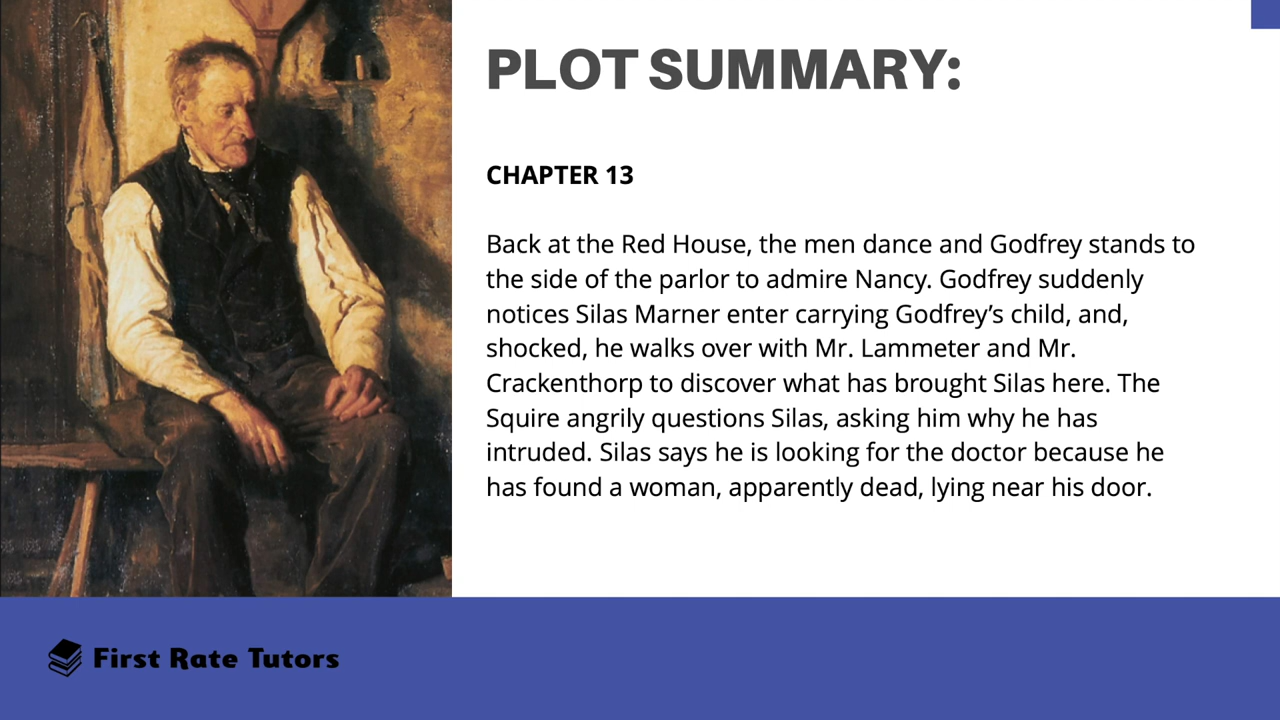 PLOT SUMMARY:
CHAPTER 13
Back at the Red House, the men dance and Godfrey stands to
the side of the parlor to admire Nancy. Godfrey suddenly
notices Silas Marner enter carrying Godfrey’s child, and,
shocked, he walks over with Mr. Lammeter and Mr.
Crackenthorp to discover what has brought Silas here. The
Squire angrily questions Silas, asking him why he has
intruded. Silas says he is looking for the doctor because he
has found a woman, apparently dead, lying near his door.
First Rate Tutors